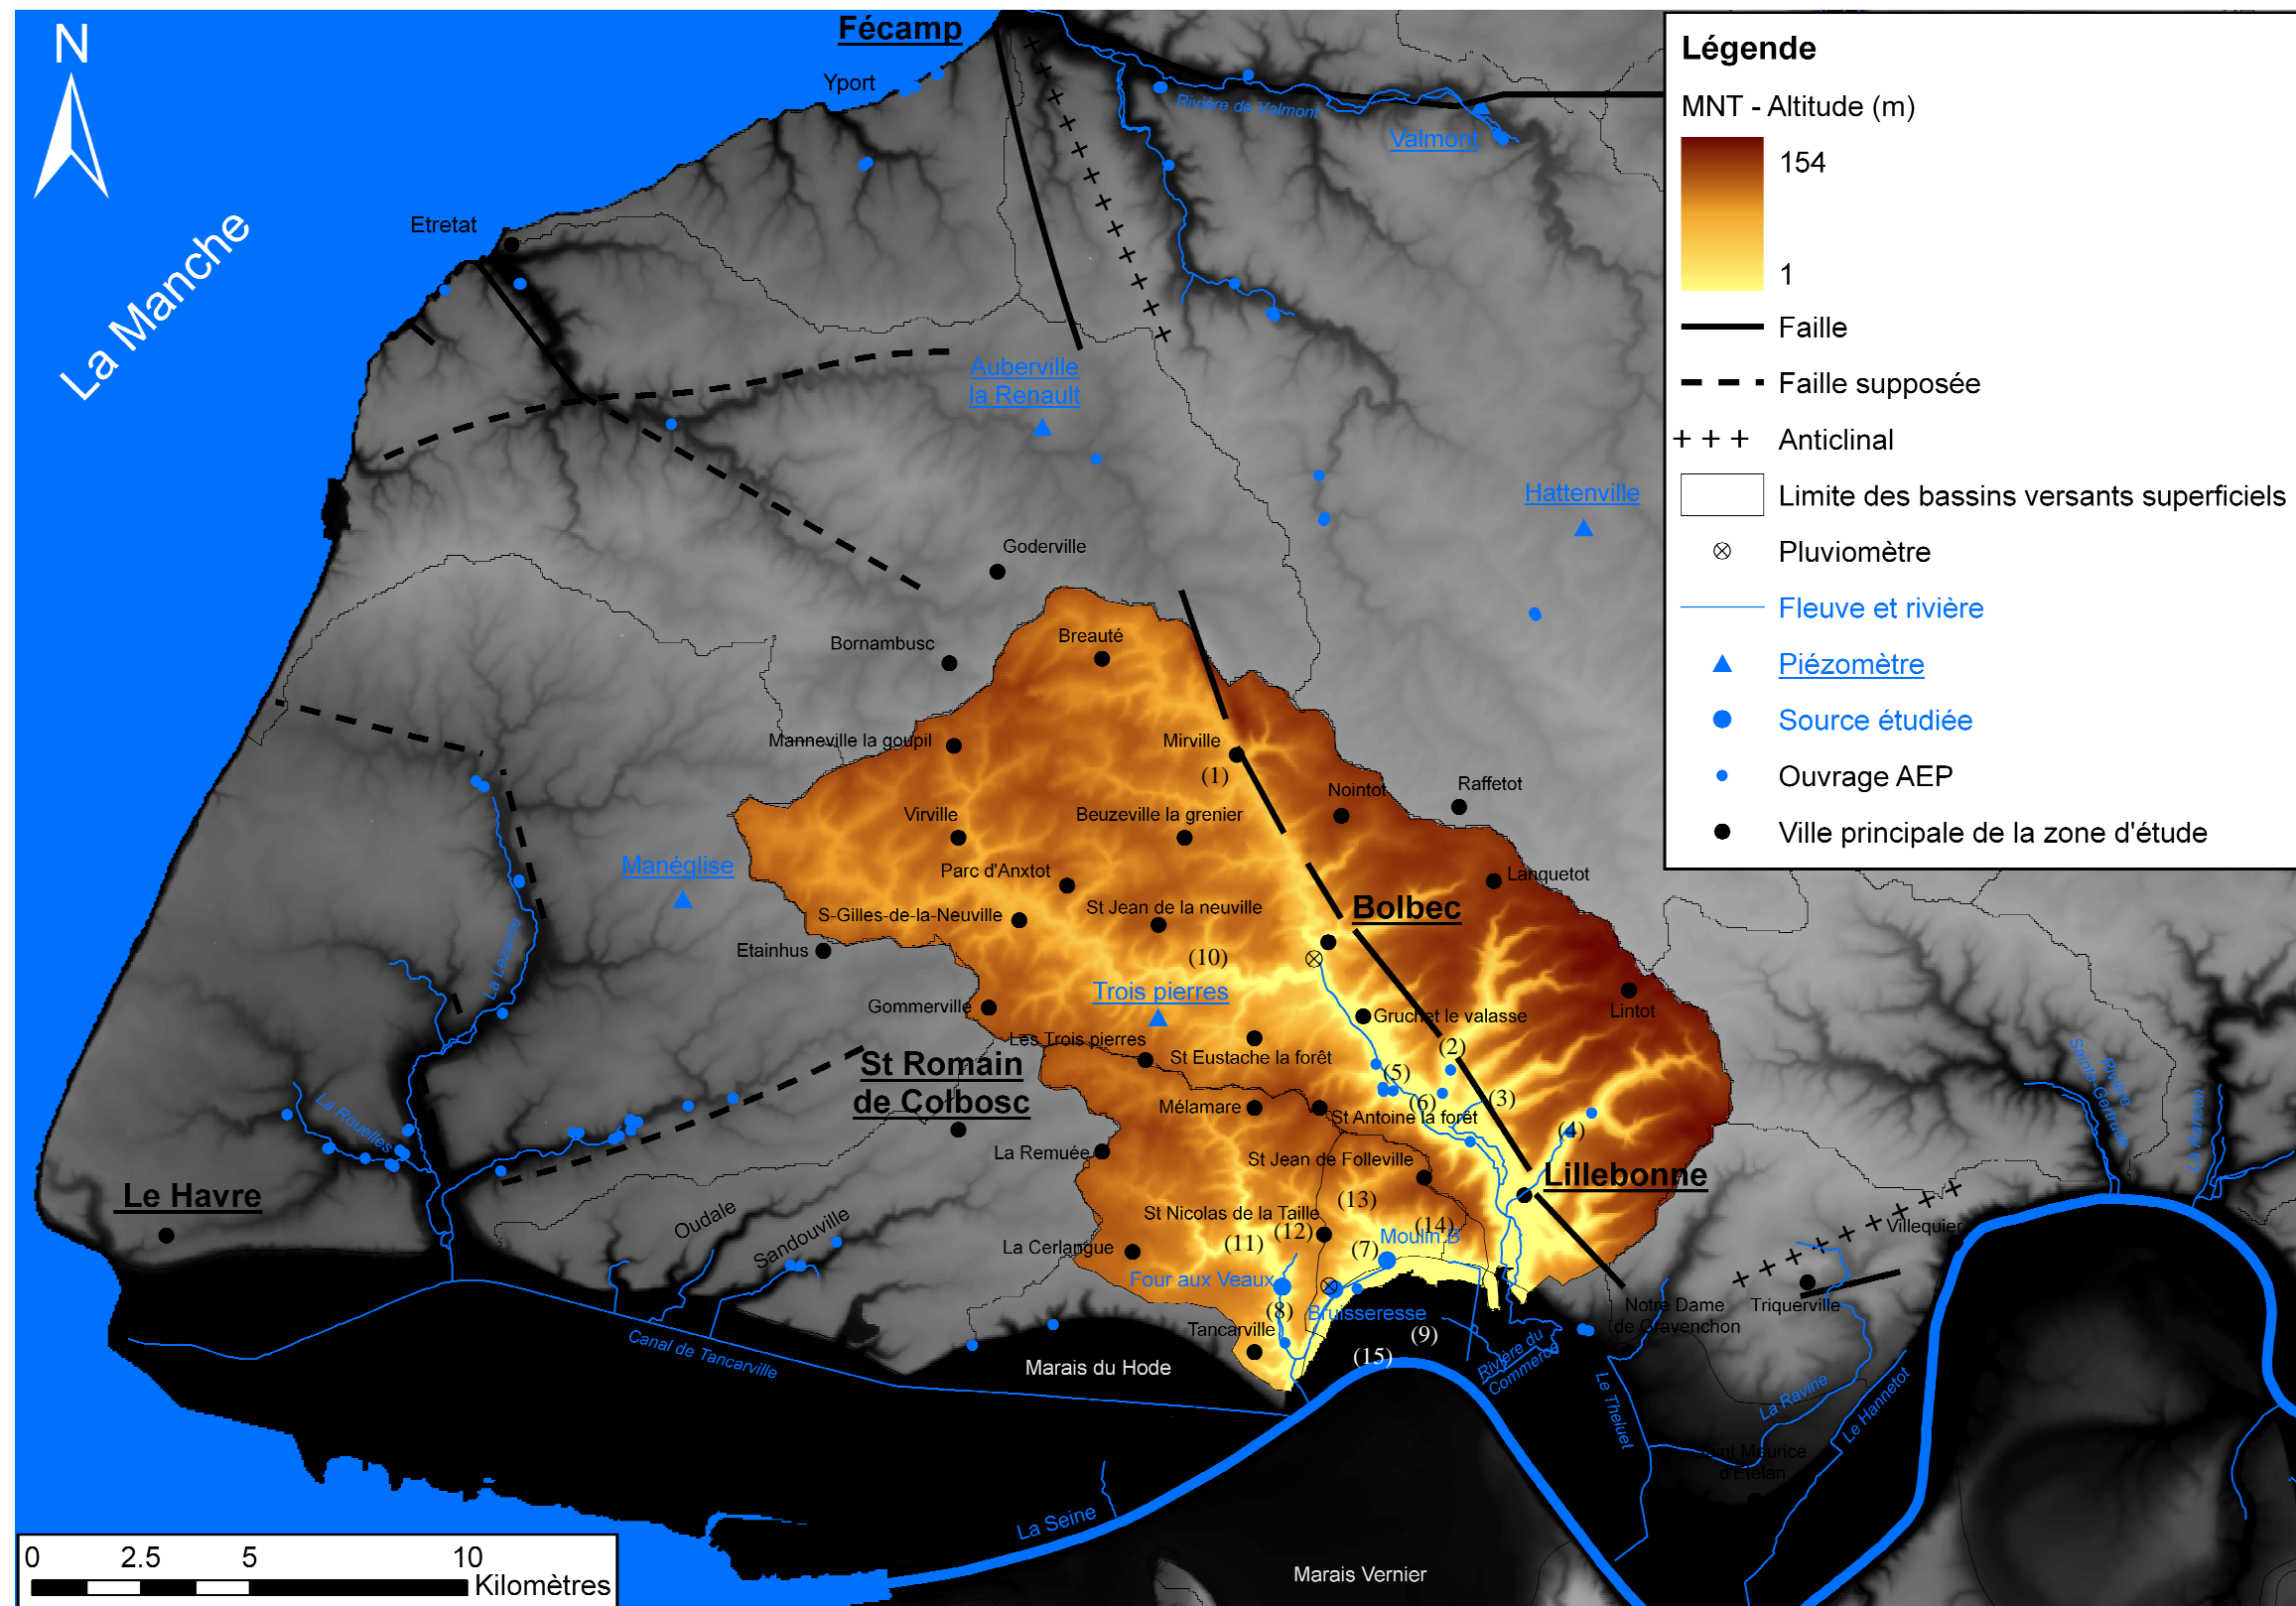 N
La Manche
Fécamp
Yport
Etretat
Rivière de Valmont
Valmont
Auberville
la Renault
Hattenville
Goderville
Bornambusc
Breauté
Manneville la goupil
Mirville
(1)
Nointot
Raffetot
Virville
Beuzeville la grenier
Manéglise
Parc d'Anxtot
Lanquetot
S-Gilles-de-la-Neuville
St Jean de la neuville
Bolbec
Etainhus
(10)
La Lezarge
Trois pierres
Gommerville
Gruchet le valasse
Lintot
Les Trois pierres
St Eustache la forêt
(2)
St Romain
de Colbosc
(5)
(6)
(3)
Mélamare
St Antoine la forêt
(4)
La Rouelles
La Remuée
St Jean de Folleville
Lillebonne
Rivière
Sainte-Gertrude
La Rençon
Le Havre
(13)
Oudale
Sandouville
St Nicolas de la Taille
(12)
(14)
(11)
La Cerlangue
(7)
Moulin B
Villequier
Four aux Veaux
(8)
Bruisseresse
Notre Dame
de Gravenchon
Triquerville
Tancarville
(9)
(15)
Canal de Tancarville
Marais du Hode
Rivière du
Commerce
Le Theluet
La Ravine
Le Hannetot
Maurice
d'Etelan
La Seine
Marais Vernier
0 2.5 5 10
Kilomètres
Légende
MNT - Altitude (m)
154
1
Faille
Faille supposée
Anticlinal
Limite des bassins versants superficiels
Pluviomètre
Fleuve et rivière
Piézomètre
Source étudiée
Ouvrage AEP
Ville principale de la zone d'étude